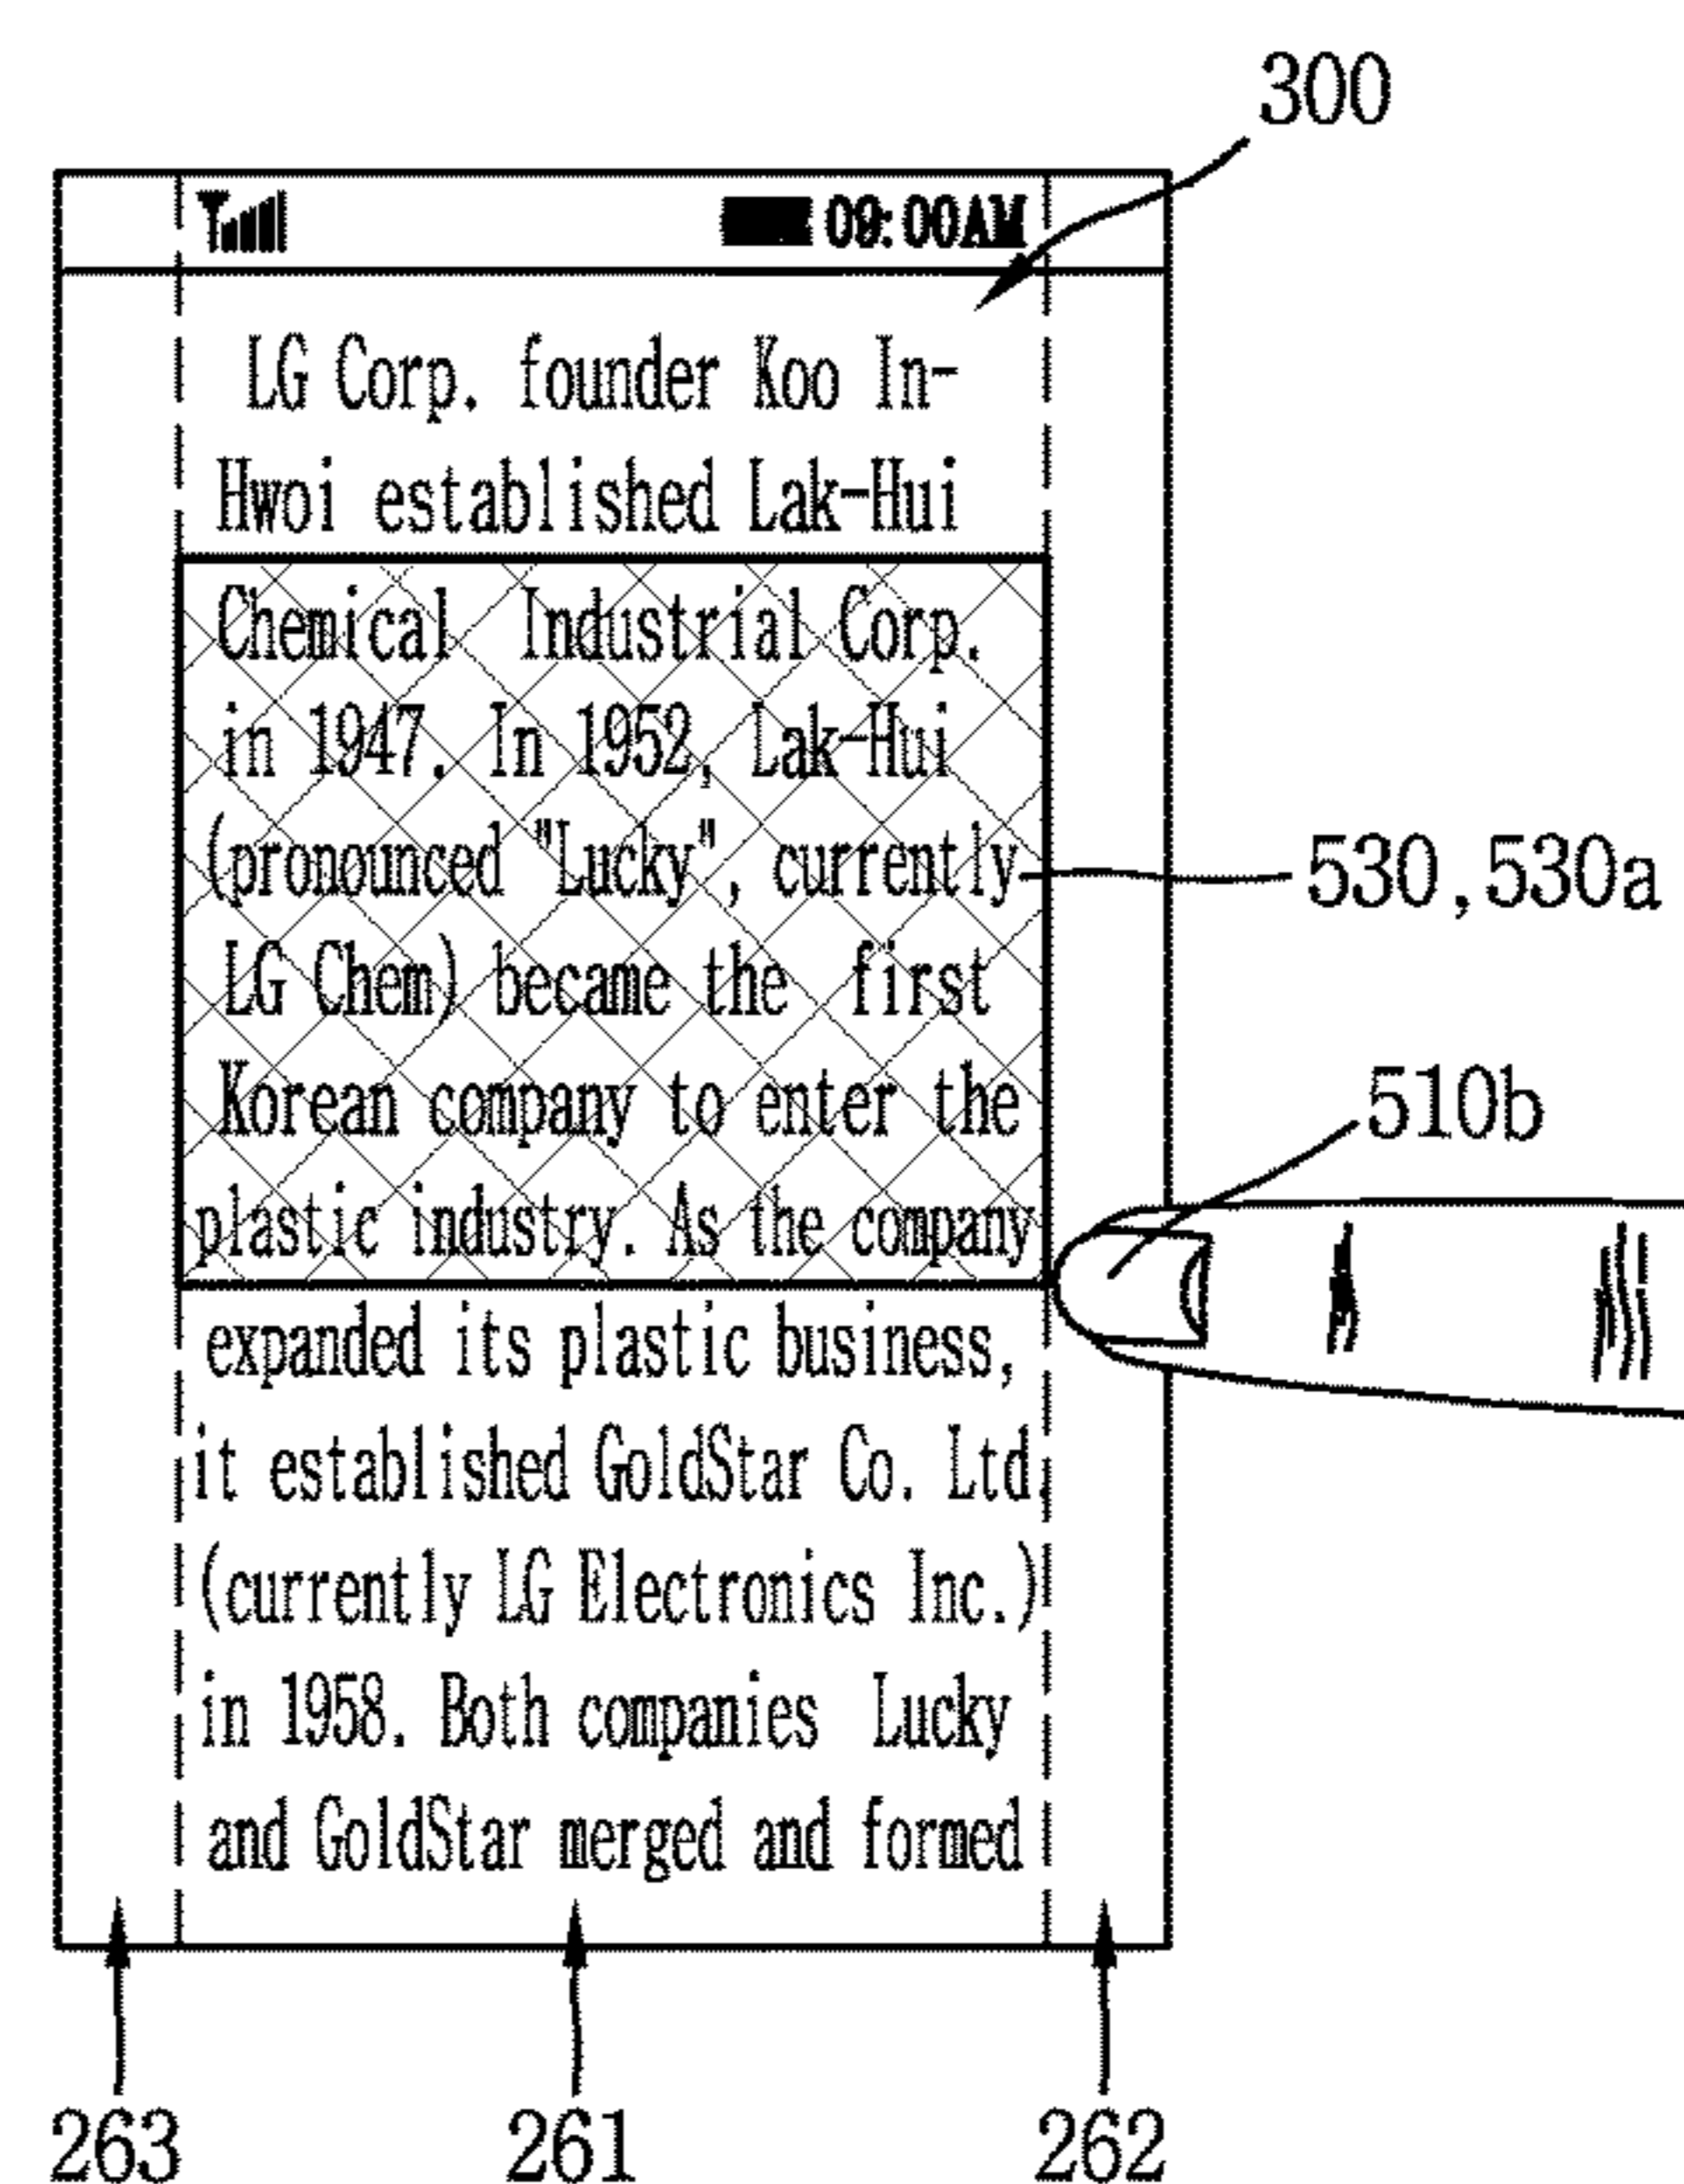 300
09:00AM
LG Corp. founder Koo In-
Hwoi established Lak-Hui
Chemical Industrial Corp.
in 1947. In 1952, Lak-Hui
(pronounced "Lucky", currently
530,530a
LG Chem) became the first
Korean company to enter the
510b
plastic industry. As the company
expanded its plastic business,
it established GoldStar Co. Ltd.
(currently LG Electronics Inc.)
in 1958. Both companies Lucky
and GoldStar merged and formed
263 261 262